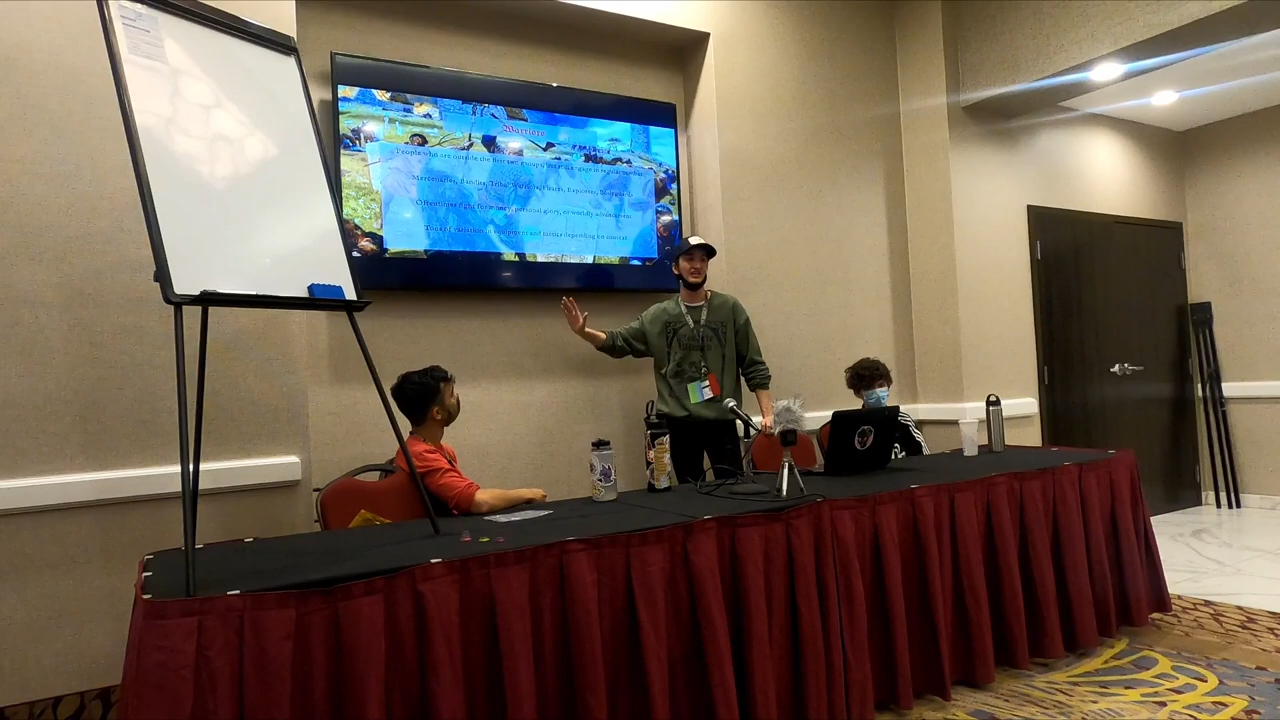 Warriors
People who are outside the first two groups, but still engage in regular combat
Mercenaries, Bandits, Tribal Warriors, Pirates, Explorers, Bodyguards
Oftentimes fight for money, personal glory, or worldly advancement
Tons of variation in equipment and tactics depending on context